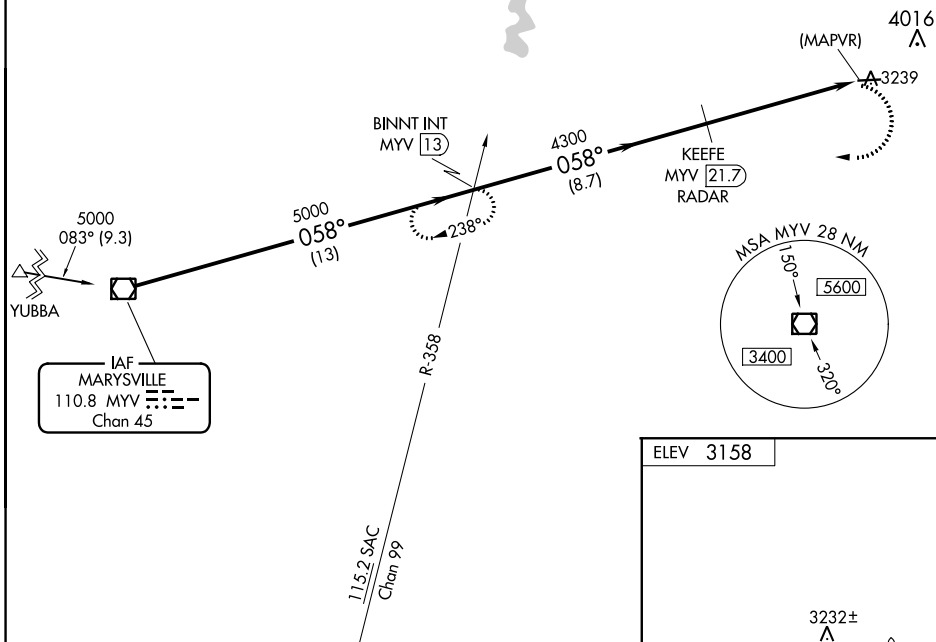 4016
(MAPVR)
3239
BINNT INT
MYV 13
4300
058°
(8.7)
KEEFE
MYV 21.7
RADAR
5000
058°
(13)
238°
5000
083° (9.3)
YUBBA
MSA MYV 28 NM
150°
5600
3400
320°
R-358
IAF
MARYSVILLE
110.8 MYV
Chan 45
115.2 SAC
Chan 99
ELEV 3158
3232±